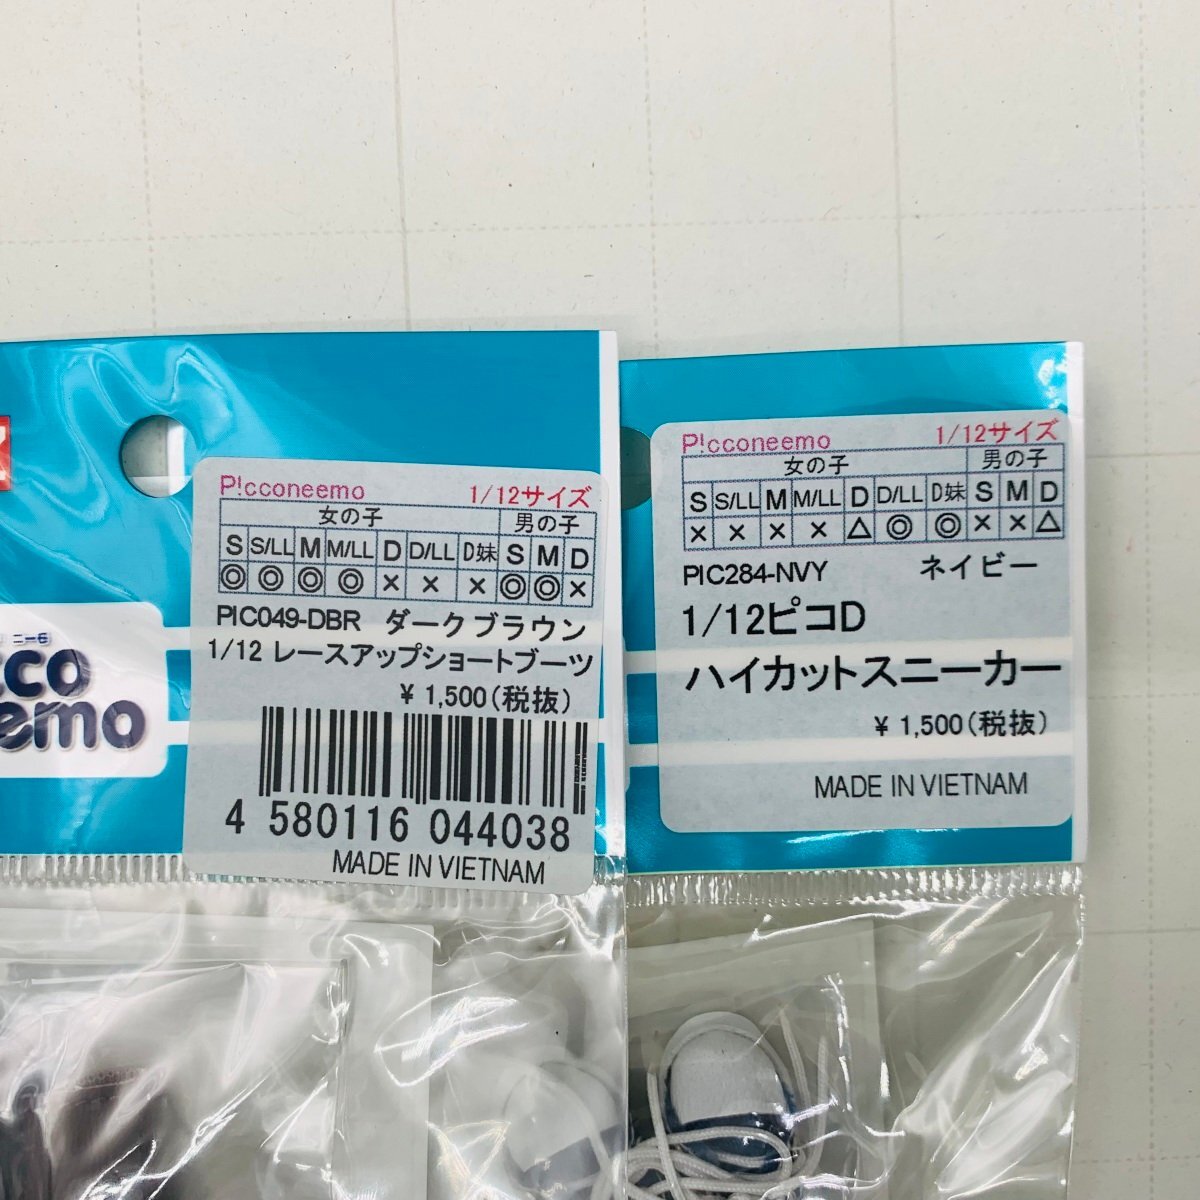 P!cconeemo 1/12サイズ
女の子 男の子
S S/LL M M/LL D D/LL D妹 S M D
◎ ◎ ◎ ◎ × × × ◎ ◎ ×
PIC049-DBR ダークブラウン
1/12 レースアップショートブーツ
¥ 1,500(税抜)
4 580116 044038
MADE IN VIETNAM
ニーモ
cco
emo
P!cconeemo 1/12サイズ
女の子 男の子
S S/LL M M/LL D D/LL D妹 S M D
× × × × △ ◎ ◎ × × △
PIC284-NVY ネイビー
1/12ピコD
ハイカットスニーカー
¥ 1,500(税抜)
MADE IN VIETNAM